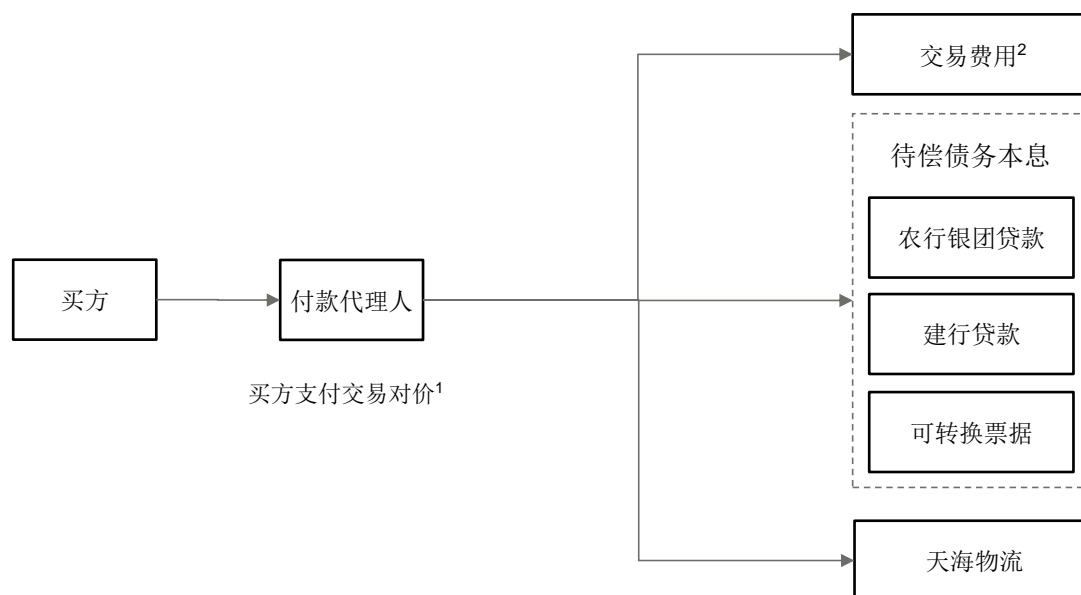 交易费用2
待偿债务本息
农行银团贷款
买方
付款代理人
建行贷款
买方支付交易对价1
可转换票据
天海物流